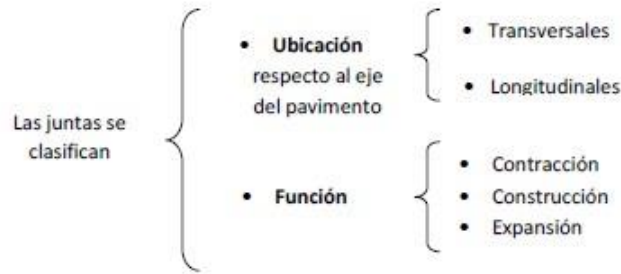 Las juntas se
clasifican
• Ubicación
respecto al eje
del pavimento
• Transversales
• Longitudinales
• Función
• Contracción
• Construcción
• Expansión